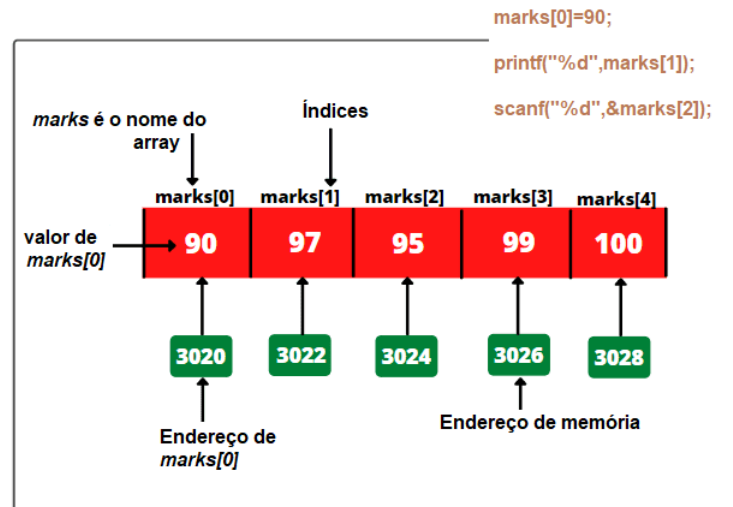 marks[0]=90;
printf("%d",marks[1]);
scanf("%d",&marks[2]);
marks é o nome do
array
Índices
marks[0] marks[1] marks[2] marks[3] marks[4]
valor de
marks[0]
90 97 95 99 100
3020 3022 3024 3026 3028
Endereço de
marks[0]
Endereço de memória